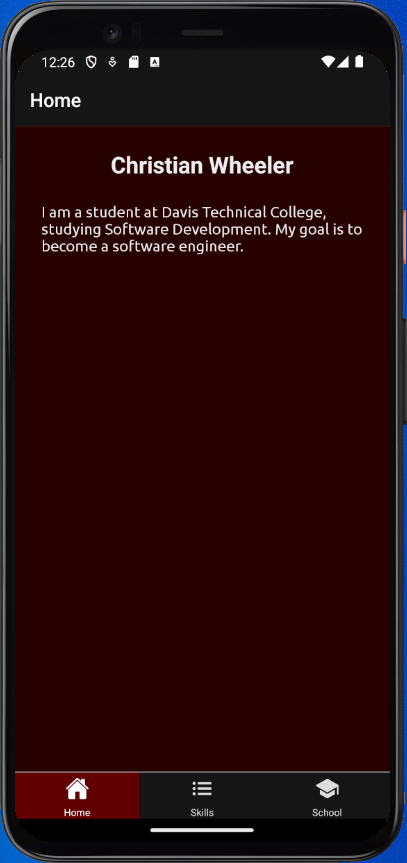 12:26
Home
Christian Wheeler
I am a student at Davis Technical College,
studying Software Development. My goal is to
become a software engineer.
Home
Skills
School